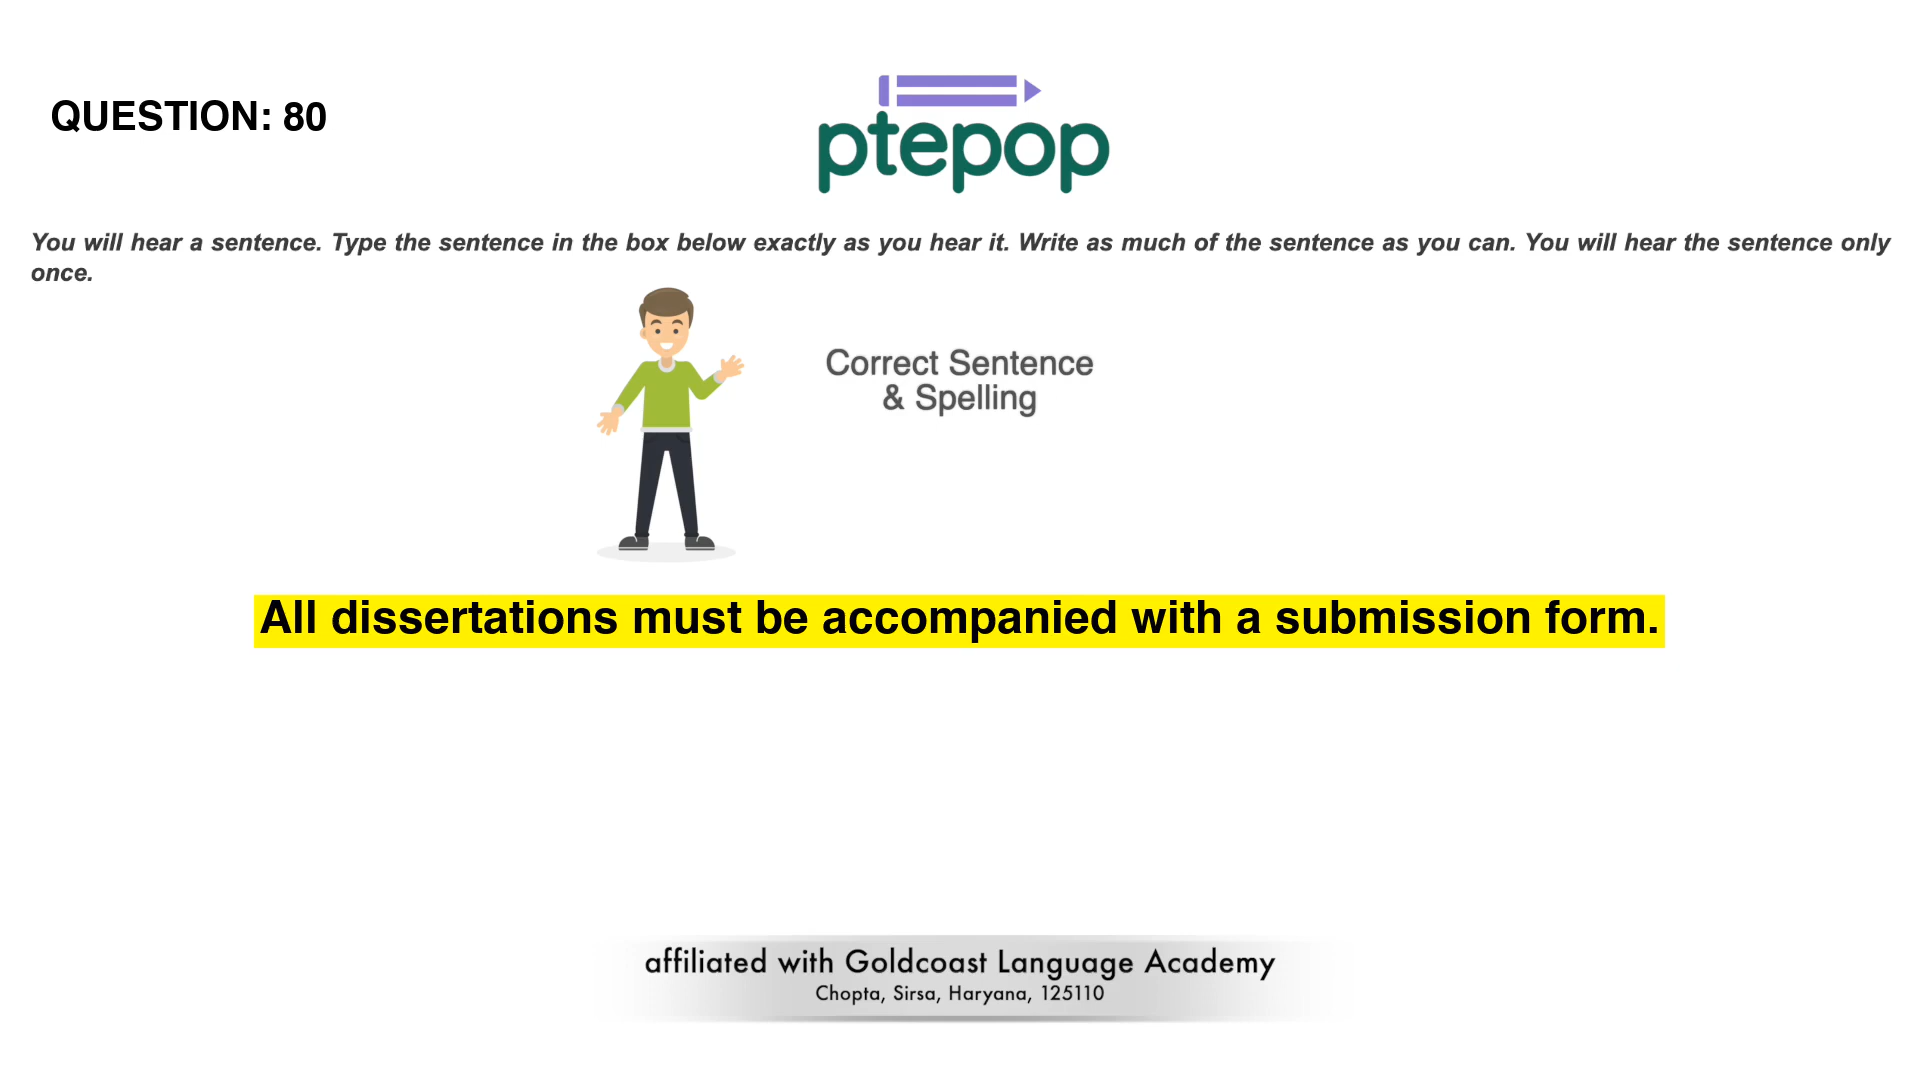 QUESTION: 80
ptepop
You will hear a sentence. Type the sentence in the box below exactly as you hear it. Write as much of the sentence as you can. You will hear the sentence only
once.
Correct Sentence
& Spelling
All dissertations must be accompanied with a submission form.
affiliated with Goldcoast Language Academy
Chopta, Sirsa, Haryana, 125110